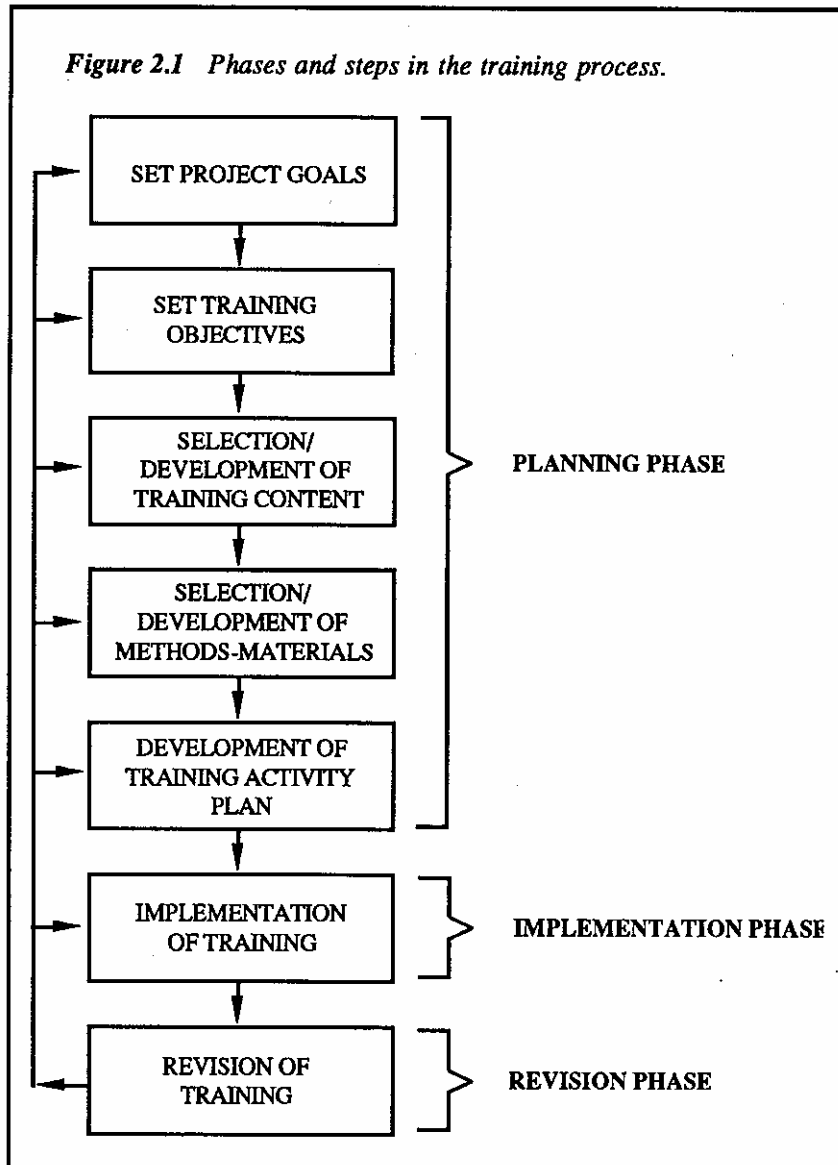 Figure 2.1 Phases and steps in the training process.
SET PROJECT GOALS
SET TRAINING
OBJECTIVES
SELECTION/
DEVELOPMENT OF
TRAINING CONTENT
PLANNING PHASE
SELECTION/
DEVELOPMENT OF
METHODS-MATERIALS
DEVELOPMENT OF
TRAINING ACTIVITY
PLAN
IMPLEMENTATION
OF TRAINING
IMPLEMENTATION PHASE
REVISION OF
TRAINING
REVISION PHASE